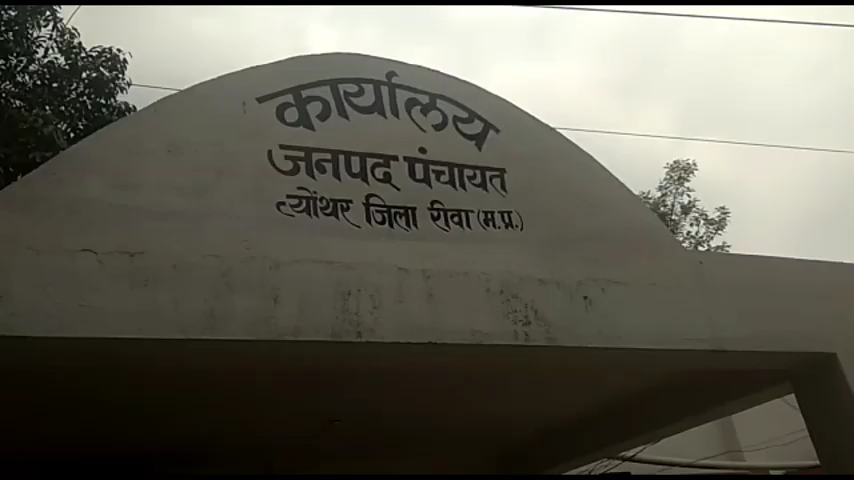 कार्यालय
जनपद पंचायत
त्योंथर जिला रीवा (म.प्र.)